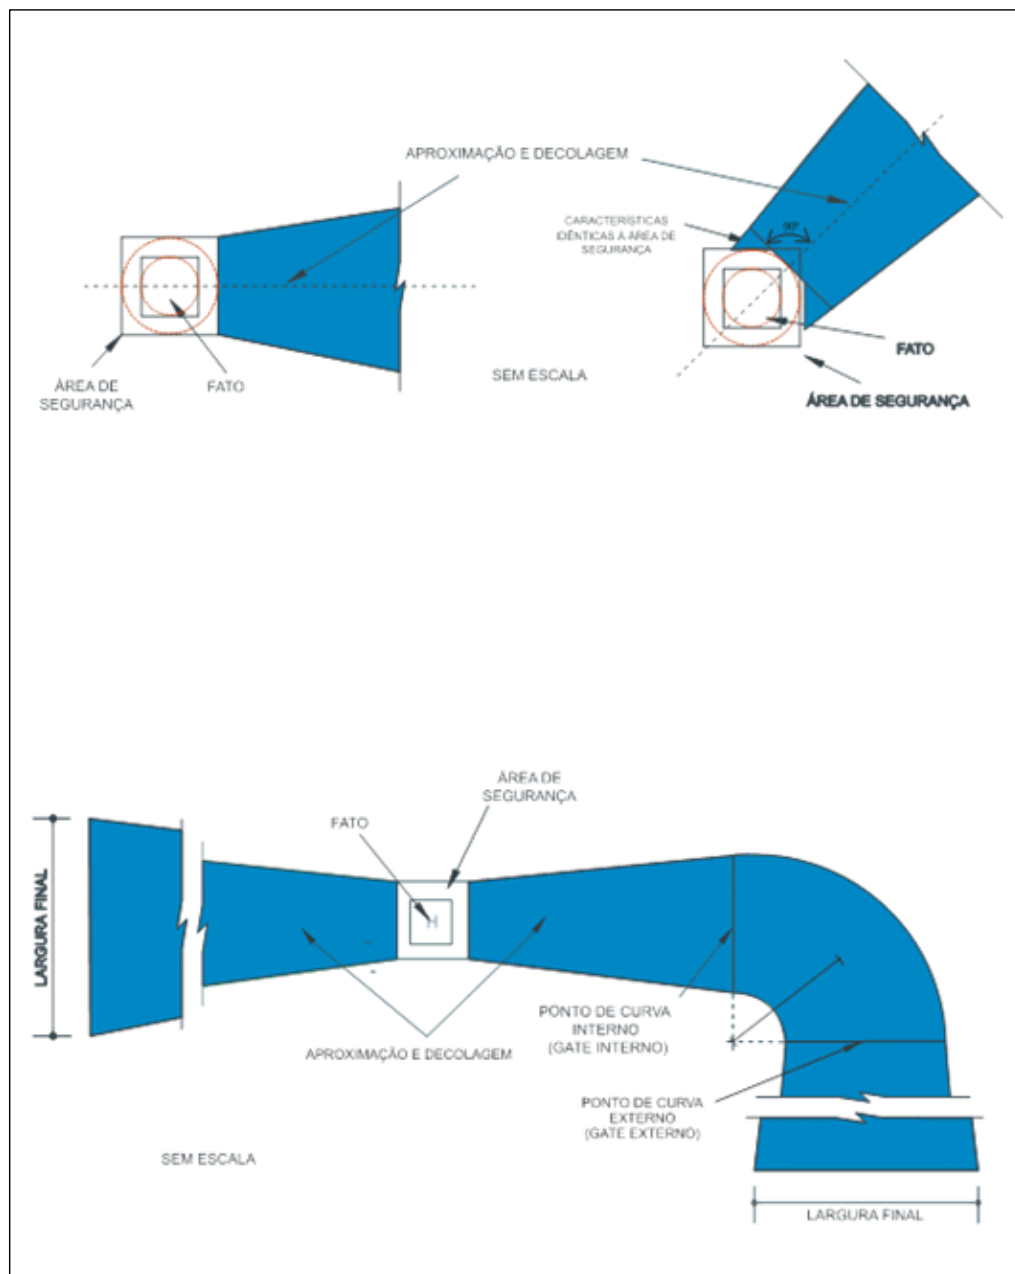 APROXIMAÇÃO E DECOLAGEM
CARACTERÍSTICAS
IDÊNTICAS A ÁREA DE
SEGURANÇA
90°
ÁREA DE
SEGURANÇA
FATO
SEM ESCALA
FATO
ÁREA DE SEGURANÇA
ÁREA DE
SEGURANÇA
FATO
H
LARGURA FINAL
APROXIMAÇÃO E DECOLAGEM
PONTO DE CURVA
INTERNO
(GATE INTERNO)
PONTO DE CURVA
EXTERNO
(GATE EXTERNO)
SEM ESCALA
LARGURA FINAL